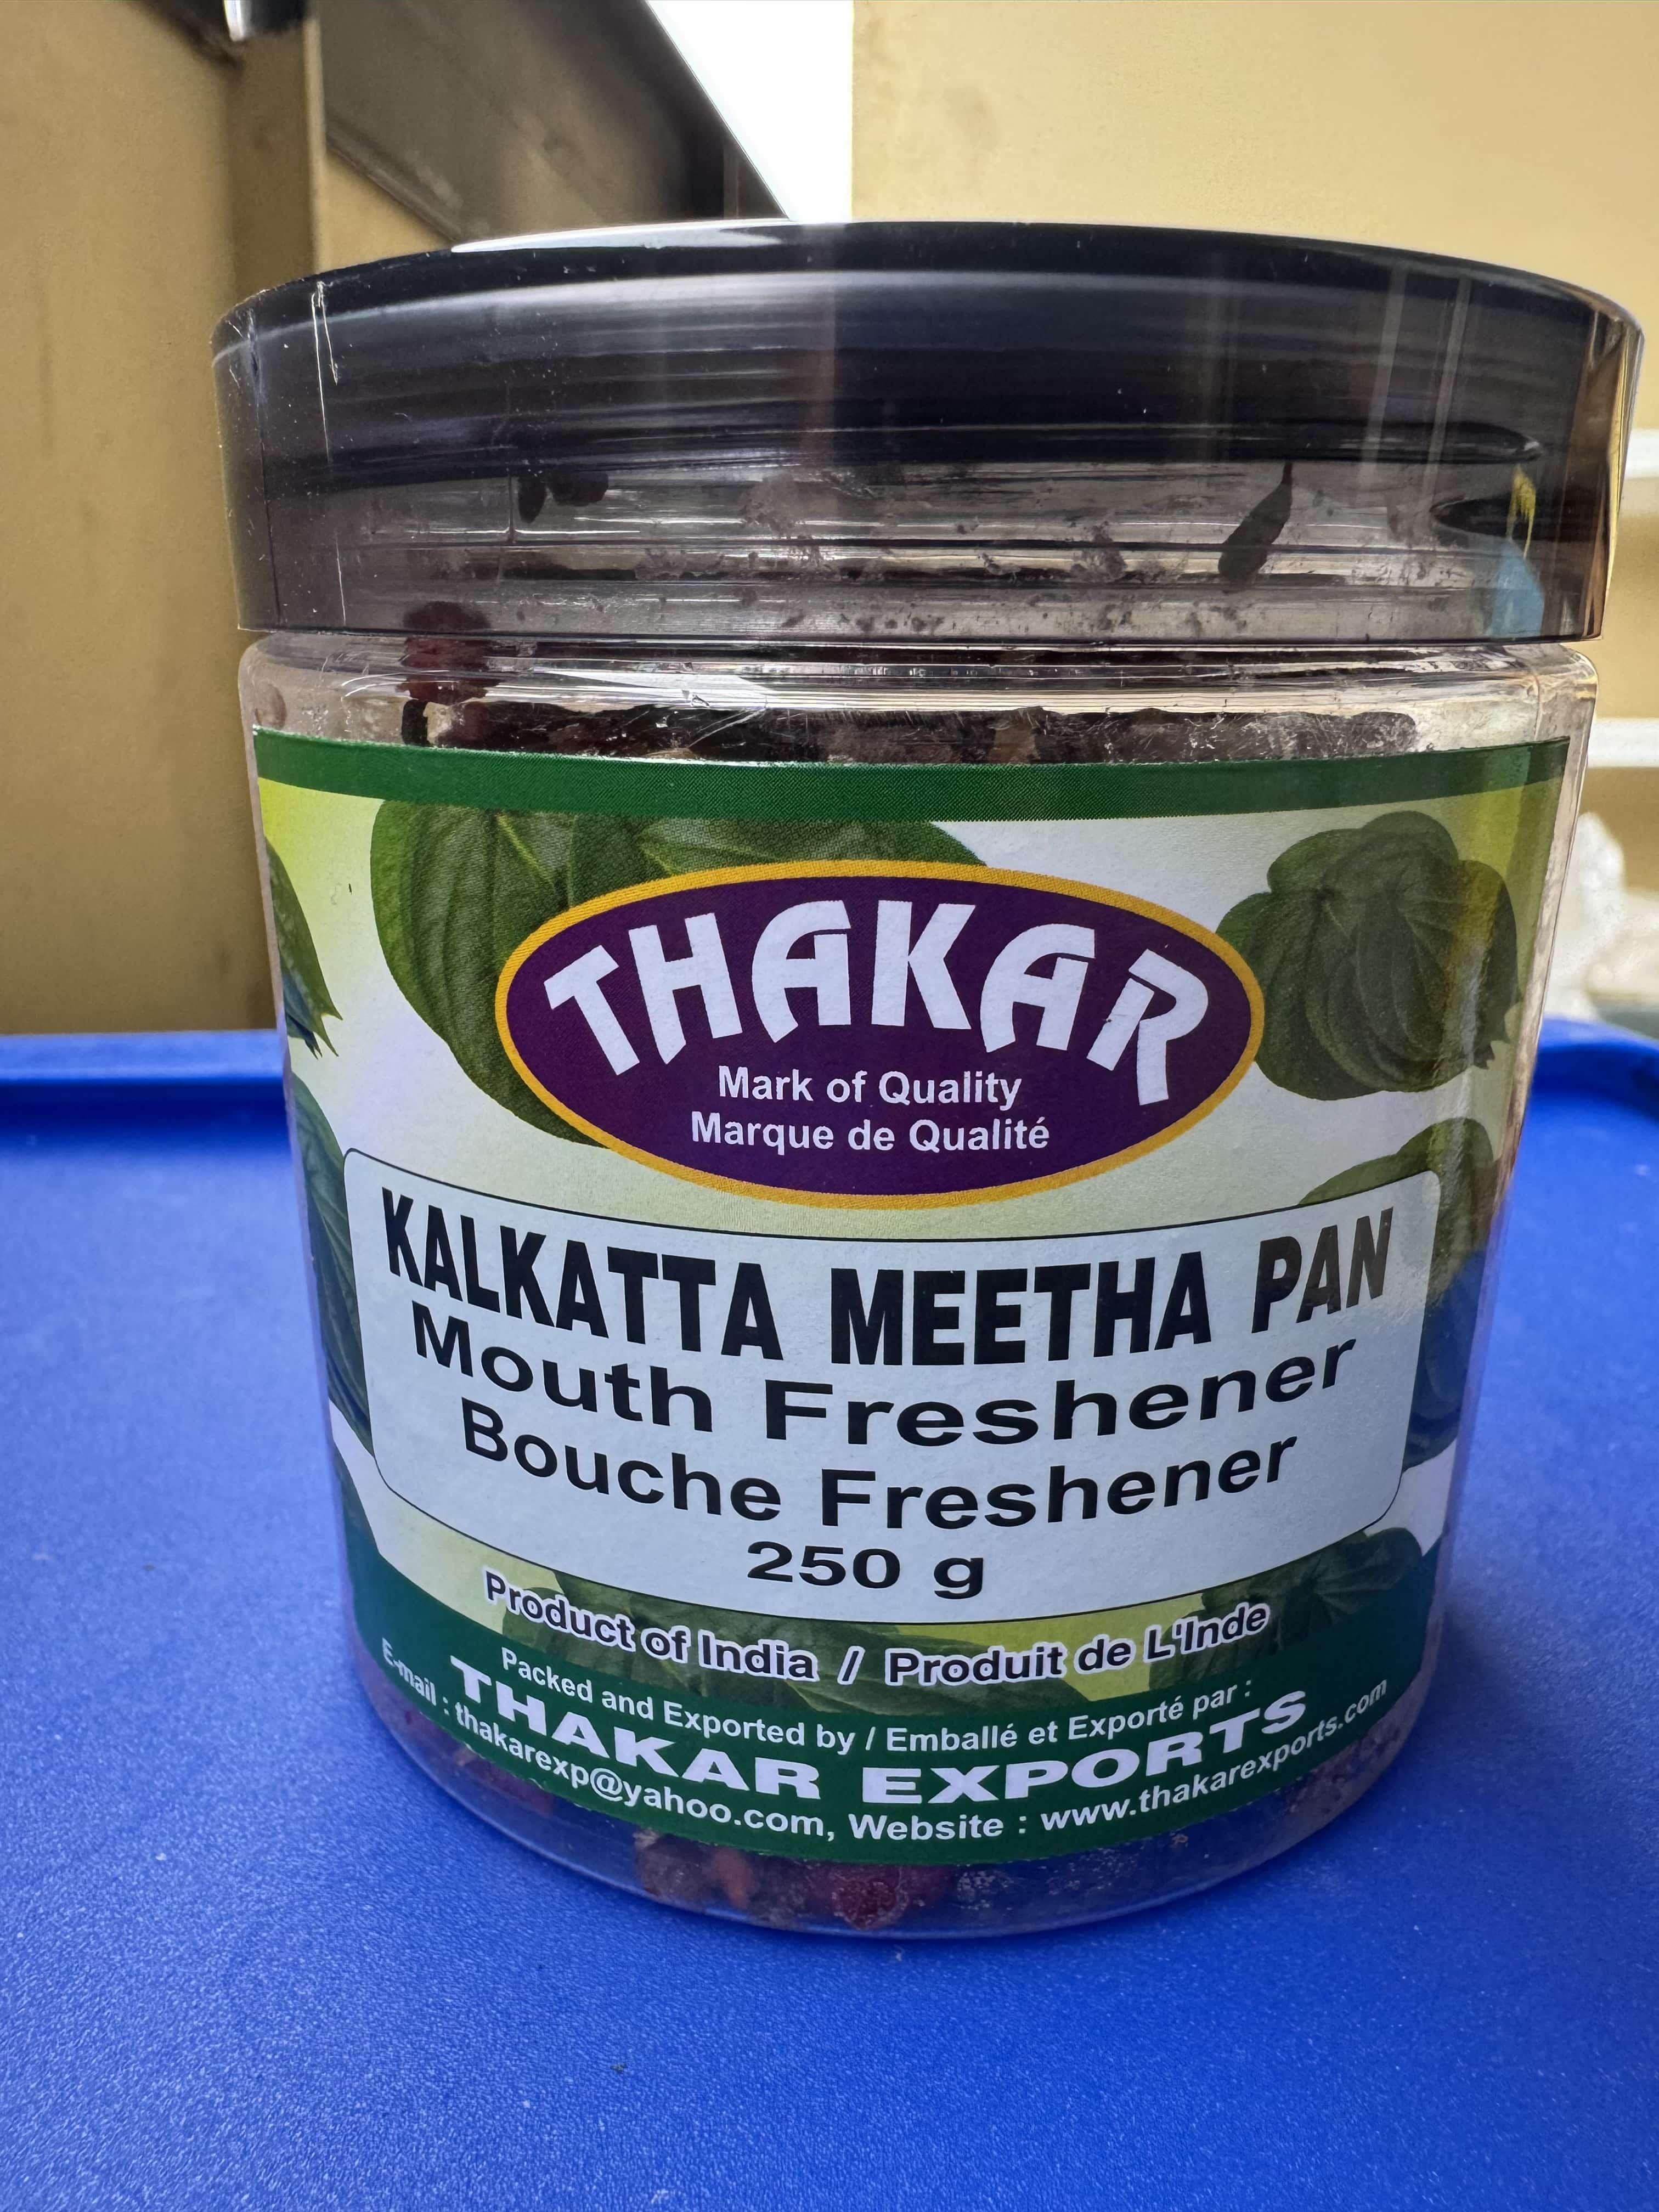 THAKAR
Mark of Quality
Marque de Qualité
KALKATTA MEETHA PAN
Mouth Freshener
Bouche Freshener
250 g
Product of India / Produit de L'Inde
Packed and Exported by / Emballé et Exporté par :
THAKAR EXPORTS
E-mail : thakarexp@yahoo.com, Website : www.thakarexports.com